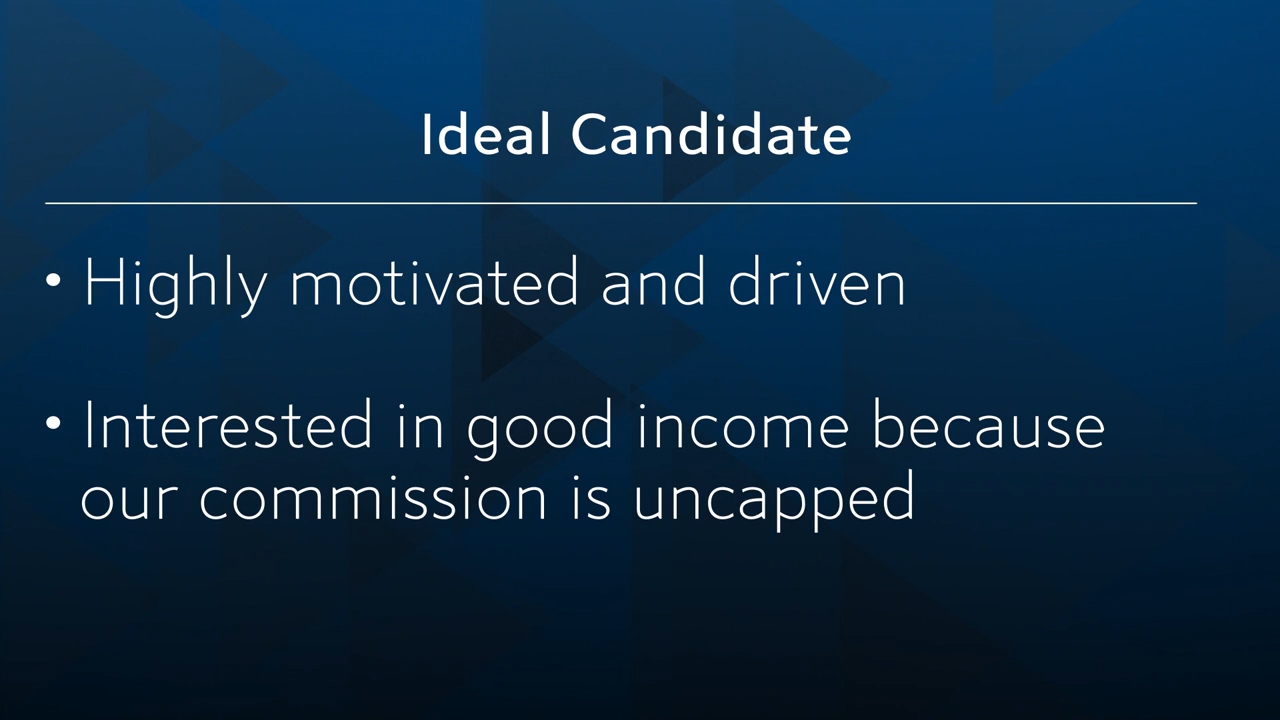 Ideal Candidate
• Highly motivated and driven
• Interested in good income because
our commission is uncapped